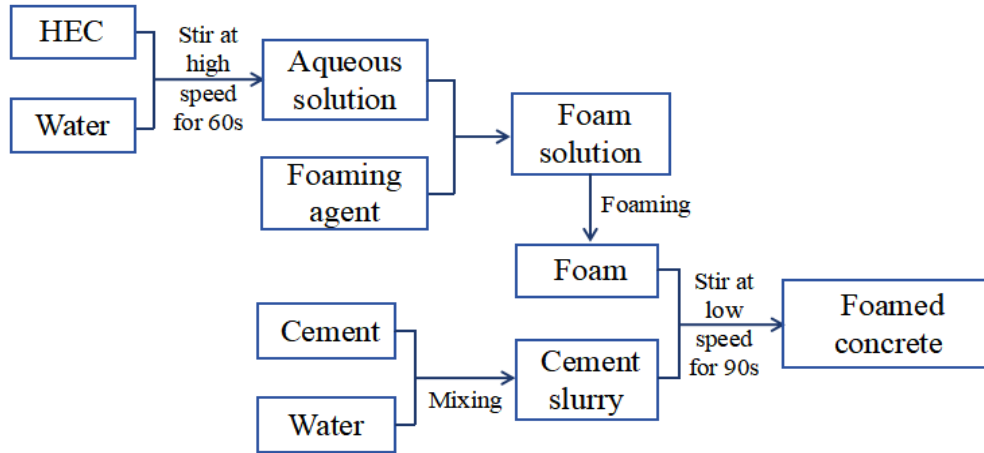 HEC
Stir at
high
speed
for 60s
Water
Aqueous
solution
Foaming
agent
Foam
solution
Foaming
Foam
Cement
Water
Mixing
Cement
slurry
Stir at
low
speed
for 90s
Foamed
concrete